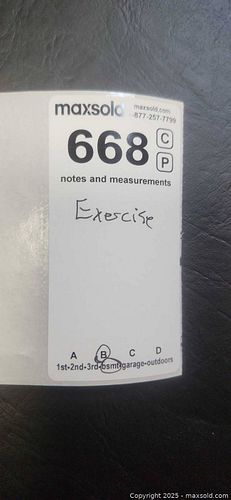 maxsold
maxsold.com
-877-257-7799
668
C
P
notes and measurements
Exercise
A B C D
1st-2nd-3rd-bsmt-garage-outdoors
Copyright © 2025 - maxsold.com